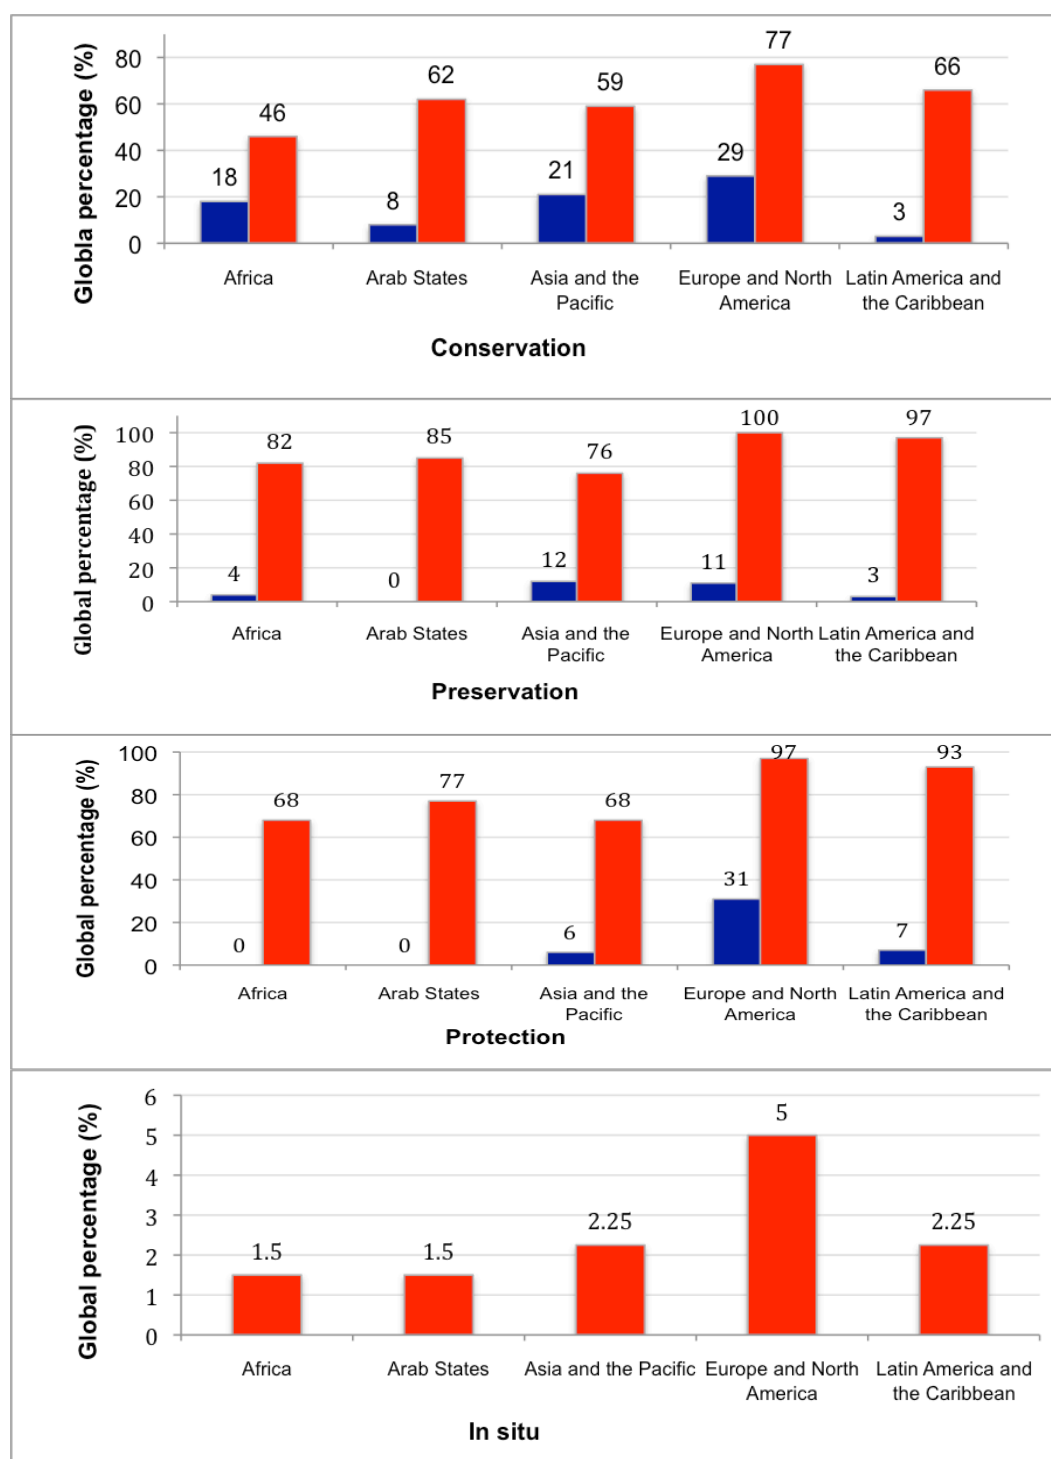 Globla percentage (%)
80
60
40
20
0
18
46
8
62
21
59
29
77
3
66
Africa
Arab States
Asia and the
Pacific
Europe and North
America
Latin America and
the Caribbean
Conservation
Global percentage (%)
100
80
60
40
20
0
4
82
0
85
12
76
11
100
3
97
Africa
Arab States
Asia and the
Pacific
Europe and North
America
Latin America and
the Caribbean
Preservation
Global percentage (%)
100
80
60
40
20
0
0
68
0
77
6
68
31
97
7
93
Africa
Arab States
Asia and the
Pacific
Europe and North
America
Latin America and
the Caribbean
Protection
Global percentage (%)
6
5
4
3
2
1
0
1.5
1.5
2.25
5
2.25
Africa
Arab States
Asia and the Pacific
Europe and North
America
Latin America and
the Caribbean
In situ